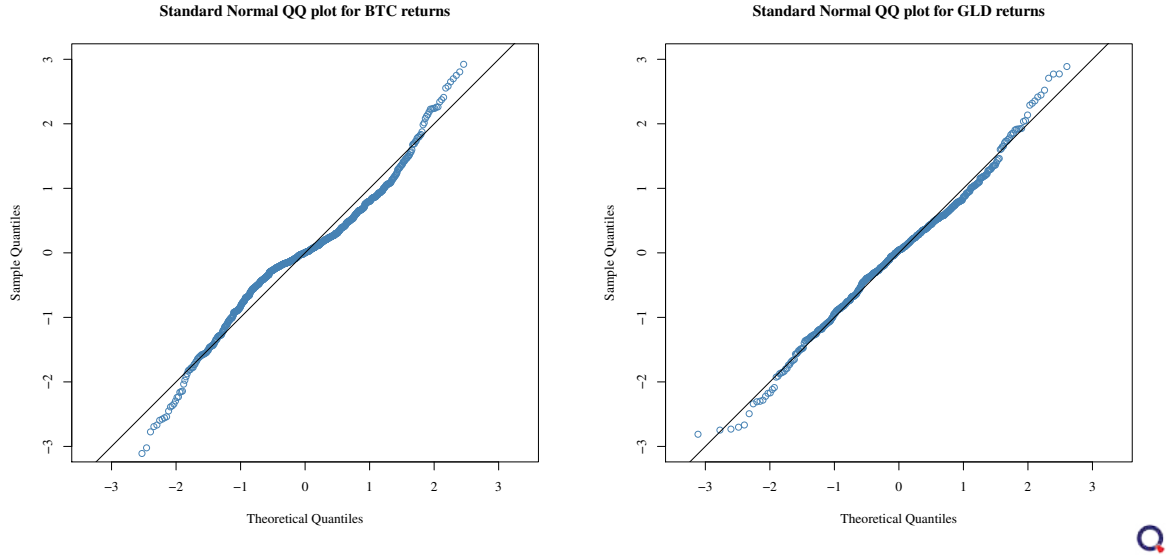 Standard Normal QQ plot for BTC returns
3
2
1
0
−1
−2
−3
Sample Quantiles
−3 −2 −1 0 1 2 3
Theoretical Quantiles
Standard Normal QQ plot for GLD returns
3
2
1
0
−1
−2
−3
Sample Quantiles
−3 −2 −1 0 1 2 3
Theoretical Quantiles